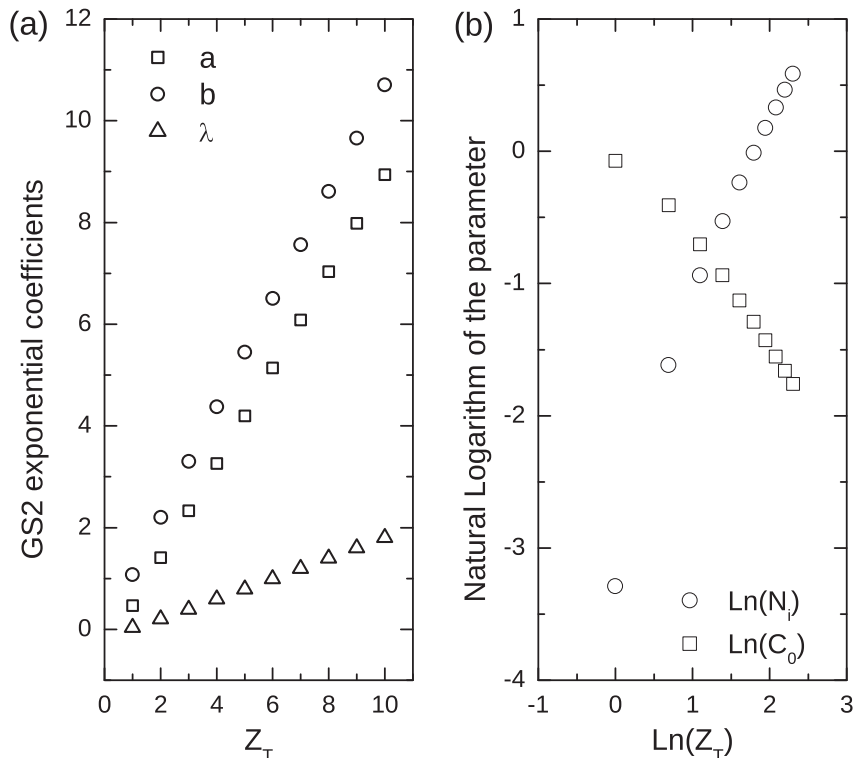 (a)
12
10
8
6
4
2
0
0 2 4 6 8 10
GS2 exponential coefficients
Z_T
a
b
λ
(b)
1
0
-1
-2
-3
-4
-1 0 1 2 3
Natural Logarithm of the parameter
Ln(Z_T)
Ln(N_i)
Ln(C_0)